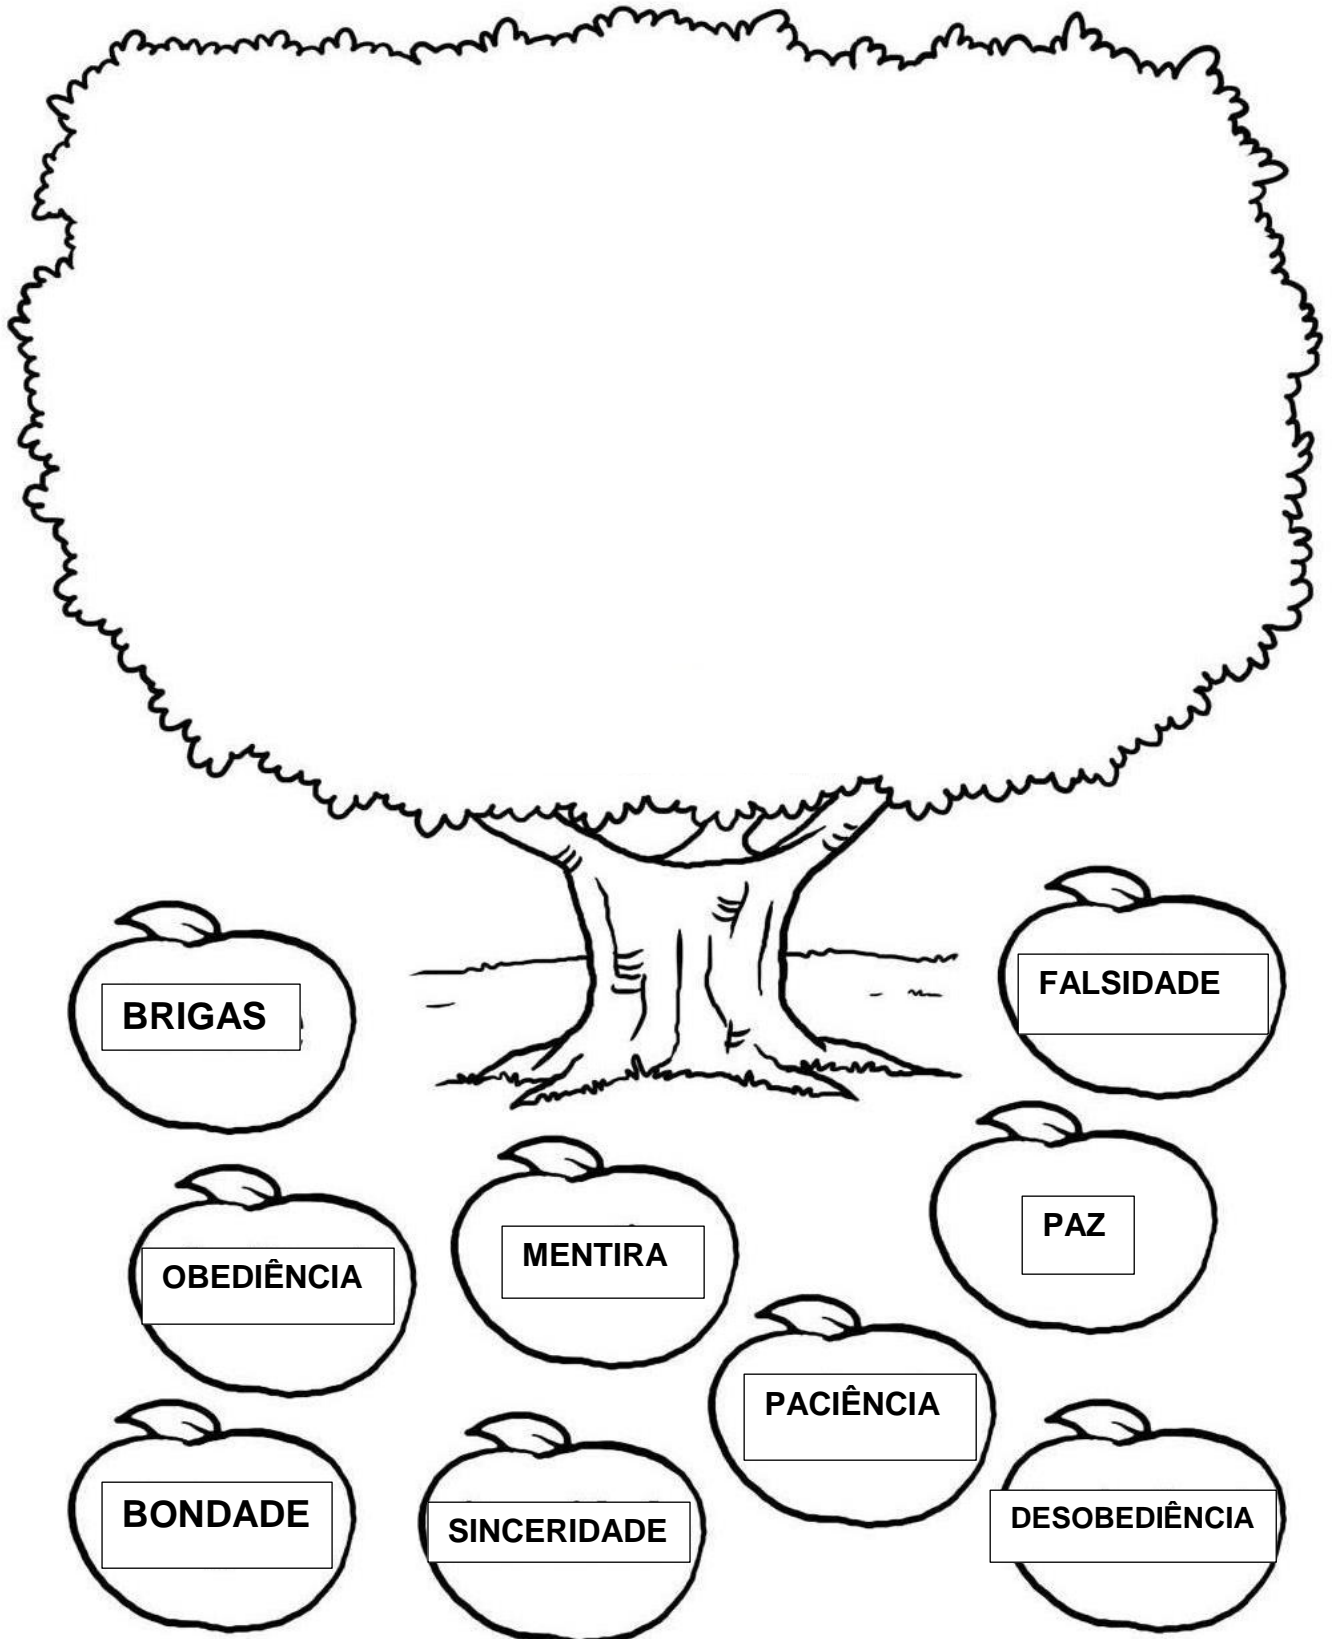 BRIGAS
FALSIDADE
OBEDIÊNCIA
MENTIRA
PAZ
PACIÊNCIA
BONDADE
SINCERIDADE
DESOBEDIÊNCIA